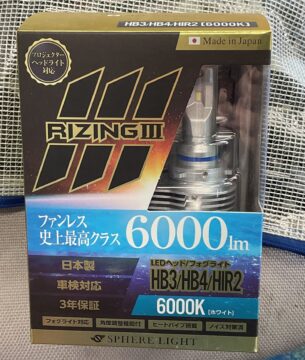 HB3/HB4/HIR2 [6000K]
Made in Japan
プロジェクター
ヘッドライト
対応
RIZING III
ファンレス
史上最高クラス
6000lm
日本製
車検対応
3年保証
LEDヘッド/フォグライト
HB3/HB4/HIR2
6000K [ホワイト]
フォグライト対応
角度調整機能付
ヒートパイプ搭載
ノイズ対策済
SPHERE LIGHT